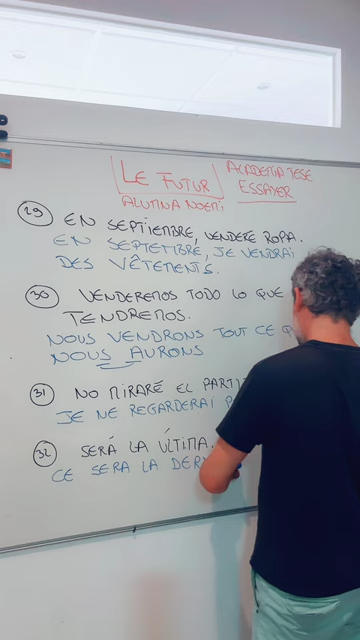 LE FUTUR
ACADEMIA TESE
ALUMNA NOEMI
ESSAYER
29 EN SEPTIEMBRE, VENDERÉ ROPA.
EN SEPTEMBRE, JE VENDRAI
DES VÊTEMENTS.
30 VENDEREMOS TODO LO QUE
TENDREMOS.
NOUS VENDRONS TOUT CE
NOUS AURONS
31 NO MIRARÉ EL
JE NE REGARDERAI
32 SERÁ LA ÚLTIMA.
CE SERA LA